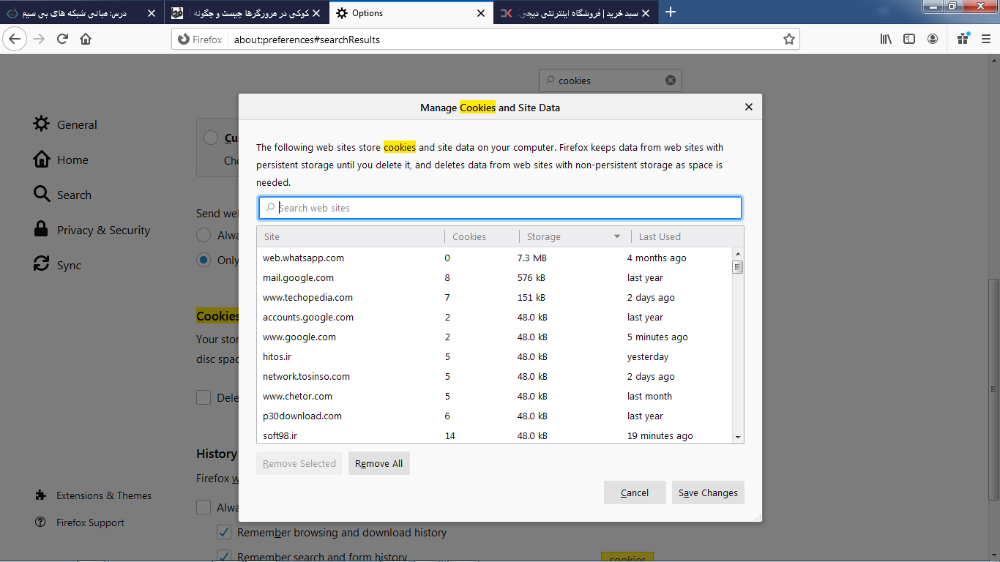 درس: مبانی شبکه های بی سیم
کوکی در مرورگرها چیست و چگونه
Options
سبد خرید | فروشگاه اینترنتی دیجی
Firefox
about:preferences#searchResults
cookies
General
Home
Search
Privacy & Security
Sync
Extensions & Themes
Firefox Support
Cu
Cho
Send we
Alwa
Only
Cookies
Your stor
disc spac
Dele
History
Firefox w
Alwa
Remember browsing and download history
Remember search and form history
cookies
Manage Cookies and Site Data
The following web sites store cookies and site data on your computer. Firefox keeps data from web sites with
persistent storage until you delete it, and deletes data from web sites with non-persistent storage as space is
needed.
Search web sites
Site Cookies Storage Last Used
web.whatsapp.com 0 7.3 MB 4 months ago
mail.google.com 8 576 kB last year
www.techopedia.com 7 151 kB 2 days ago
accounts.google.com 2 48.0 kB last year
www.google.com 2 48.0 kB 5 minutes ago
hitos.ir 5 48.0 kB yesterday
network.tosinso.com 5 48.0 kB 2 days ago
www.chetor.com 5 48.0 kB last month
p30download.com 6 48.0 kB last year
soft98.ir 14 48.0 kB 19 minutes ago
Remove Selected Remove All
Cancel Save Changes